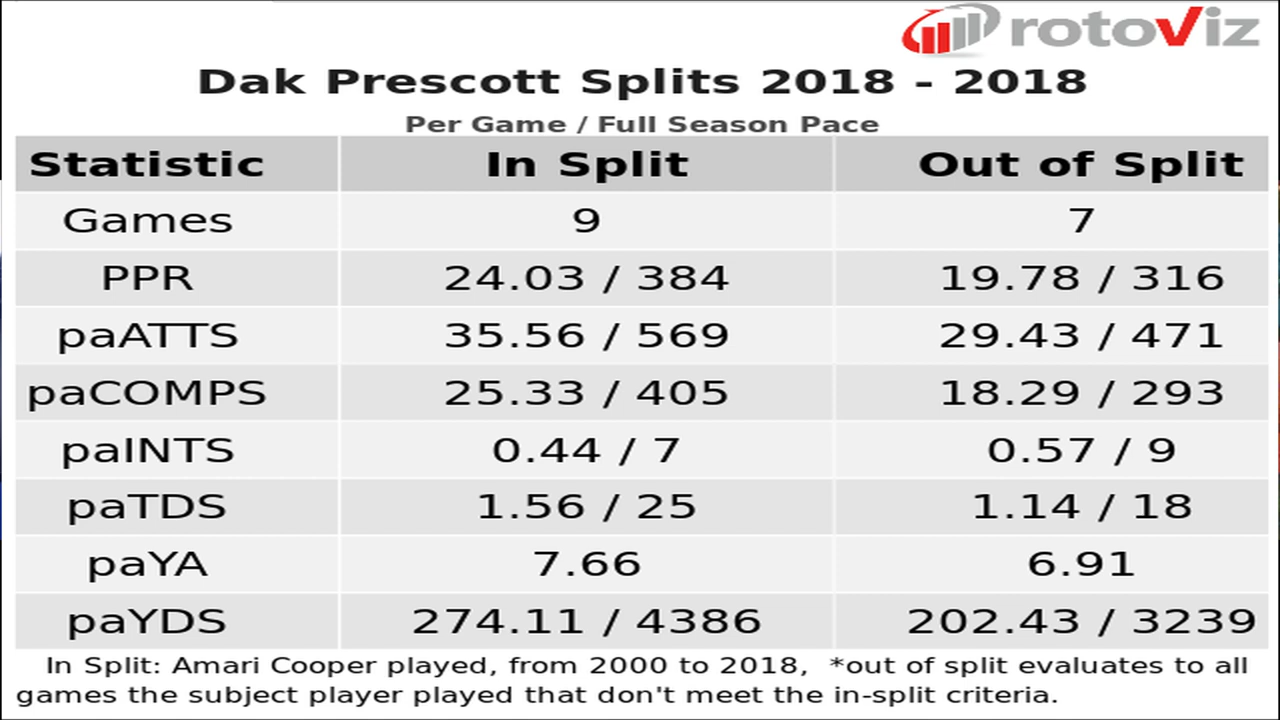 rotoViz
Dak Prescott Splits 2018 - 2018
Per Game / Full Season Pace
Statistic In Split Out of Split
Games 9 7
PPR 24.03 / 384 19.78 / 316
paATTS 35.56 / 569 29.43 / 471
paCOMPS 25.33 / 405 18.29 / 293
paINTS 0.44 / 7 0.57 / 9
paTDS 1.56 / 25 1.14 / 18
paYA 7.66 6.91
paYDS 274.11 / 4386 202.43 / 3239
In Split: Amari Cooper played, from 2000 to 2018, *out of split evaluates to all
games the subject player played that don't meet the in-split criteria.